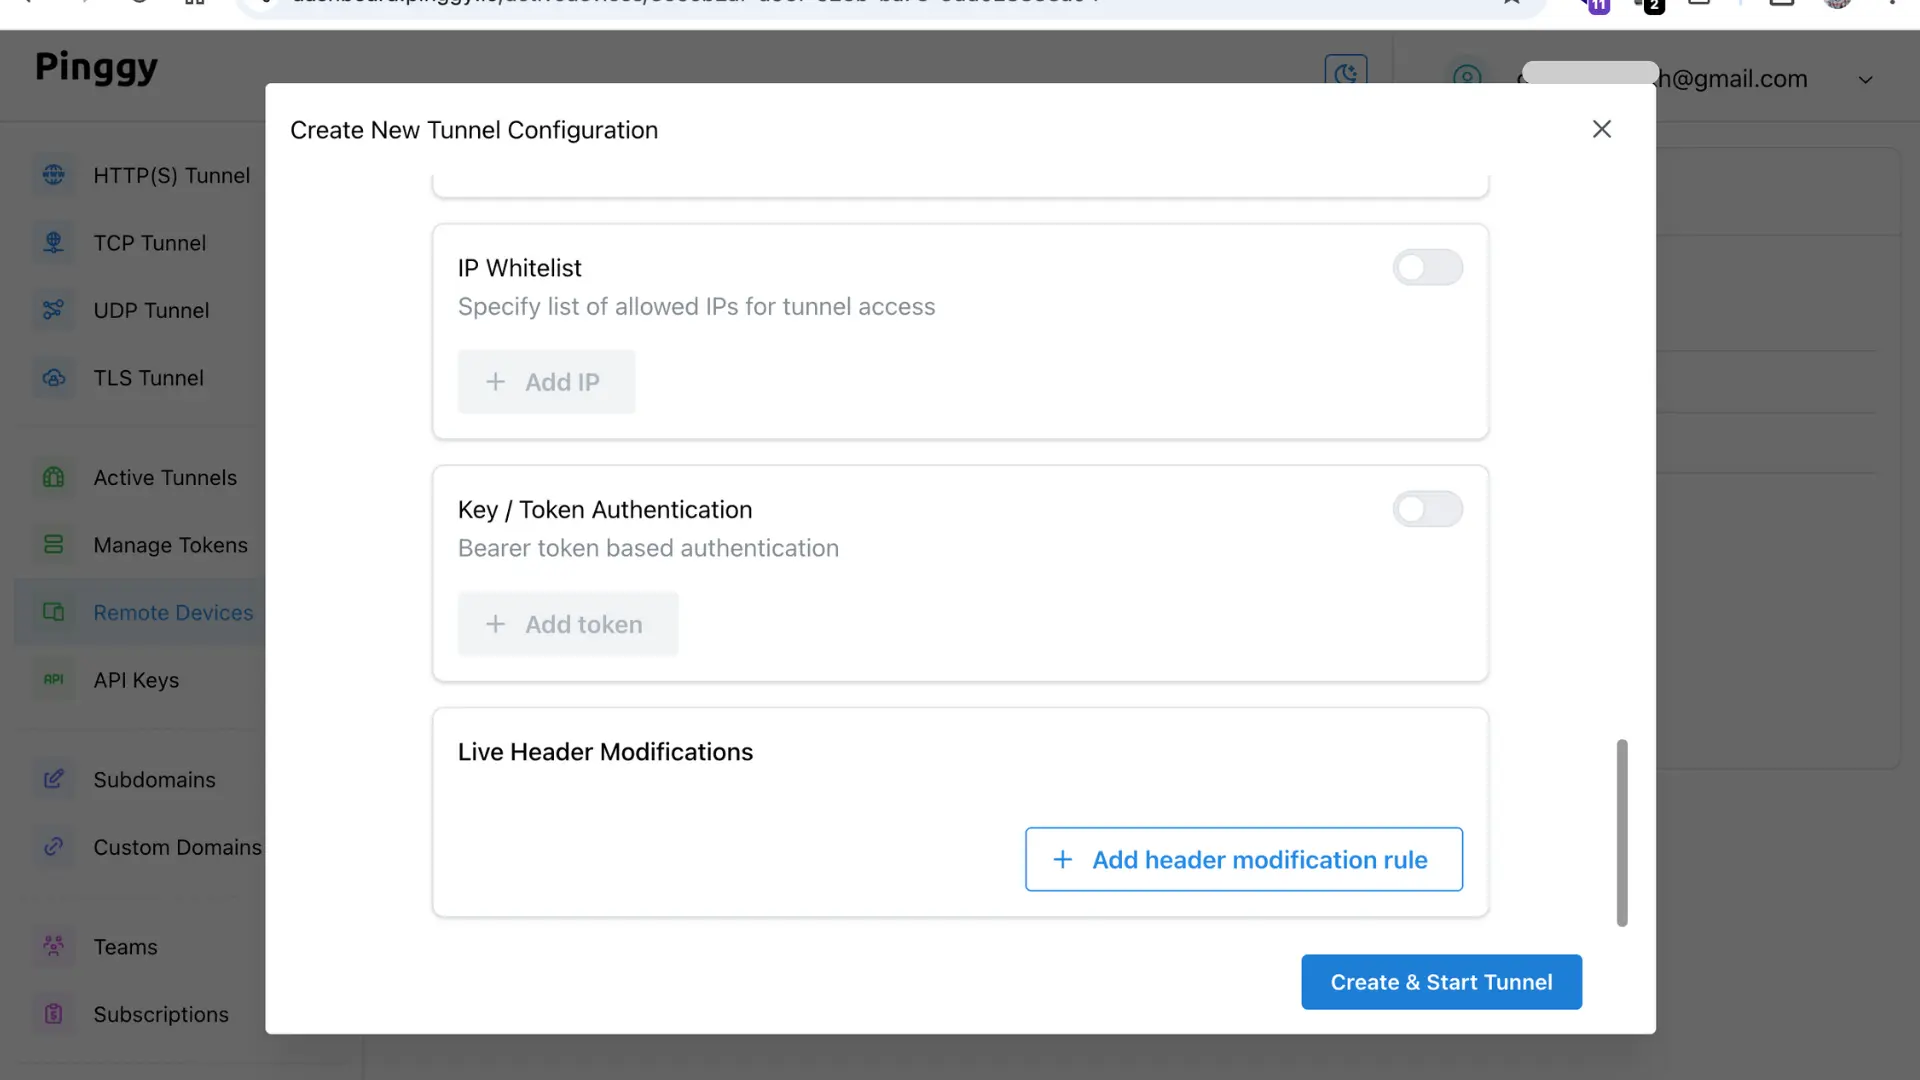 11
2
Pinggy
h@gmail.com
Create New Tunnel Configuration
HTTP(S) Tunnel
TCP Tunnel
UDP Tunnel
TLS Tunnel
Active Tunnels
Manage Tokens
Remote Devices
API
API Keys
Subdomains
Custom Domains
Teams
Subscriptions
IP Whitelist
Specify list of allowed IPs for tunnel access
+ Add IP
Key / Token Authentication
Bearer token based authentication
+ Add token
Live Header Modifications
+ Add header modification rule
Create & Start Tunnel